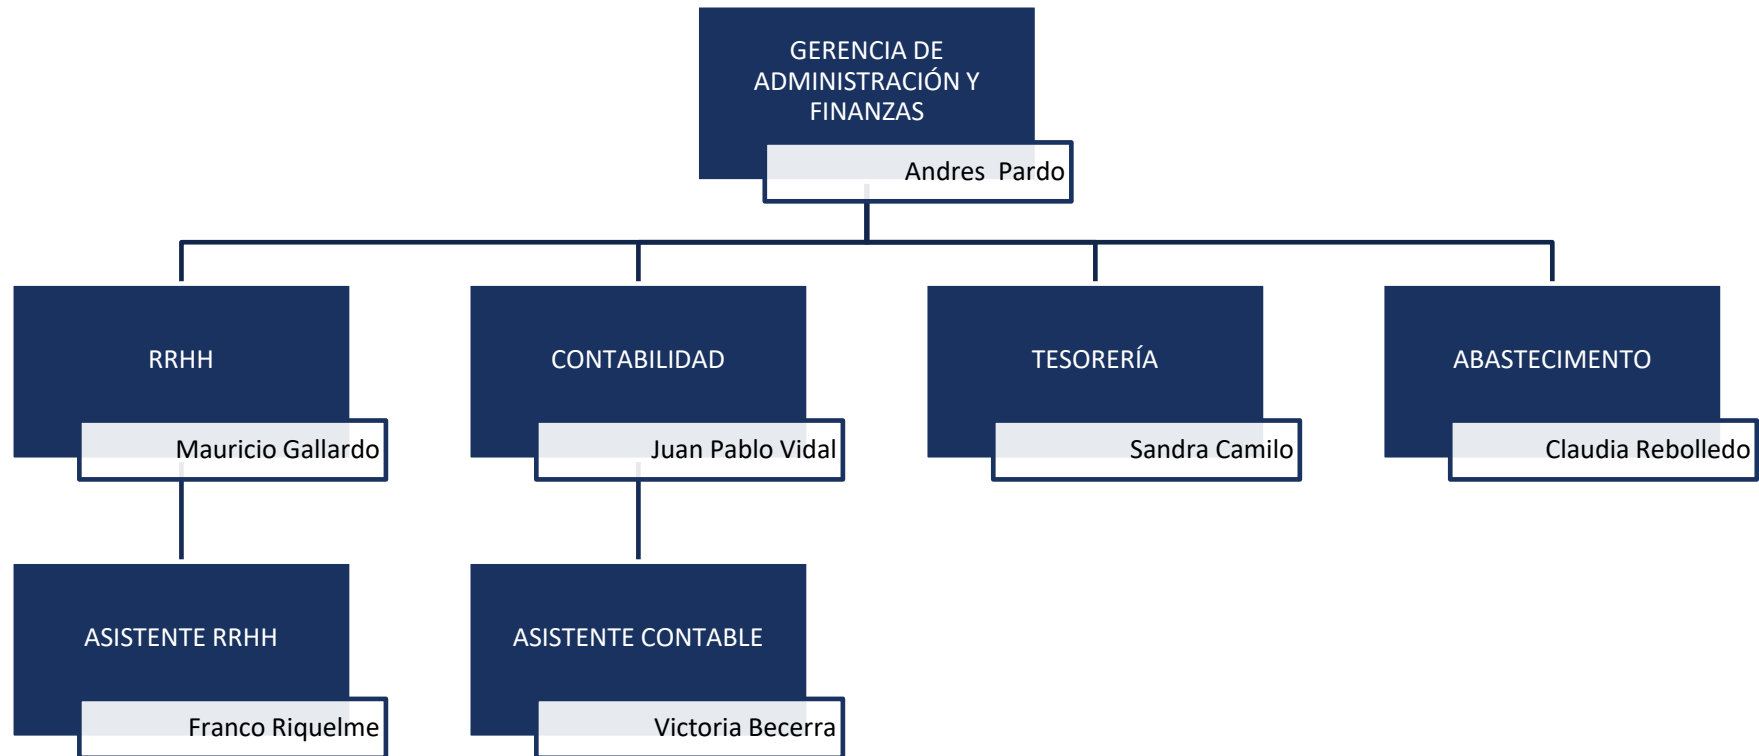 GERENCIA DE
ADMINISTRACIÓN Y
FINANZAS
Andres  Pardo
RRHH
Mauricio Gallardo
CONTABILIDAD
Juan Pablo Vidal
TESORERÍA
Sandra Camilo
ABASTECIMENTO
Claudia Rebolledo
ASISTENTE RRHH
Franco Riquelme
ASISTENTE CONTABLE
Victoria Becerra